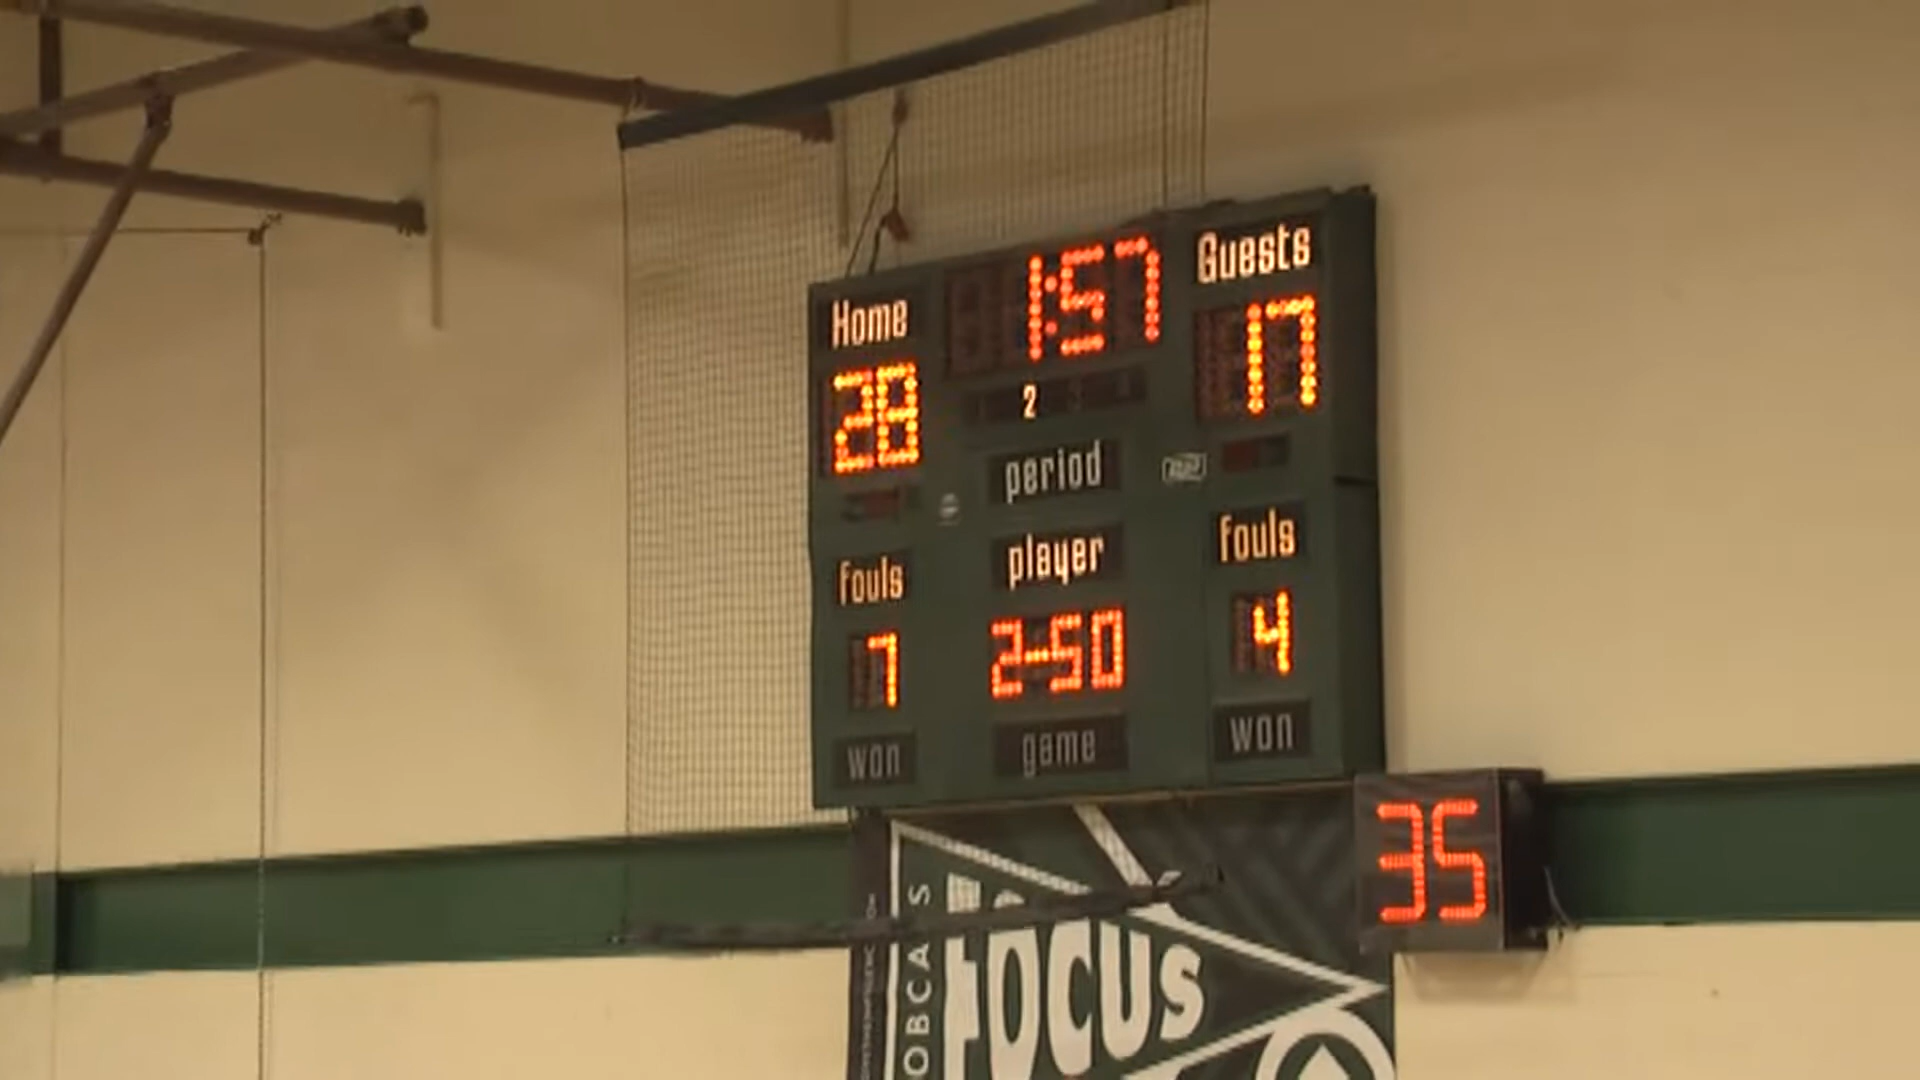 1:57
Guests
Home
17
28
2
period
fouls
player
fouls
4
7
2-50
won
game
won
35
FOCUS
OBCATS